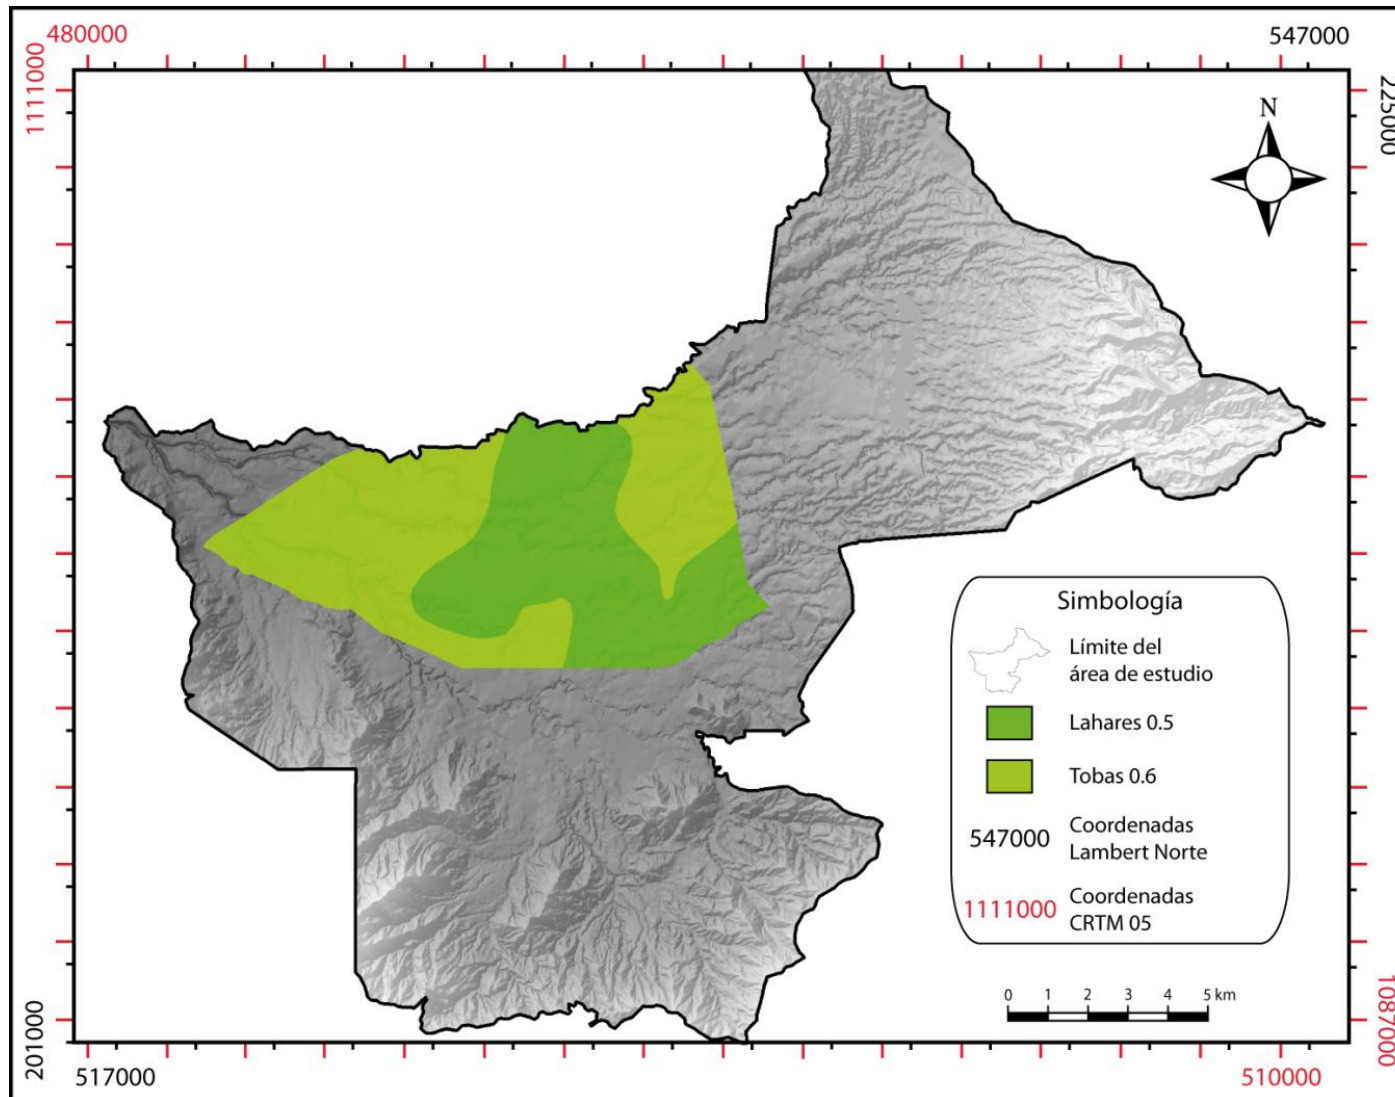 480000
547000
1111000
225000
N
Simbología
Límite del
área de estudio
Lahares 0.5
Tobas 0.6
547000
Coordenadas
Lambert Norte
1111000
Coordenadas
CRTM 05
0 1 2 3 4 5 km
201000
1087000
517000
510000